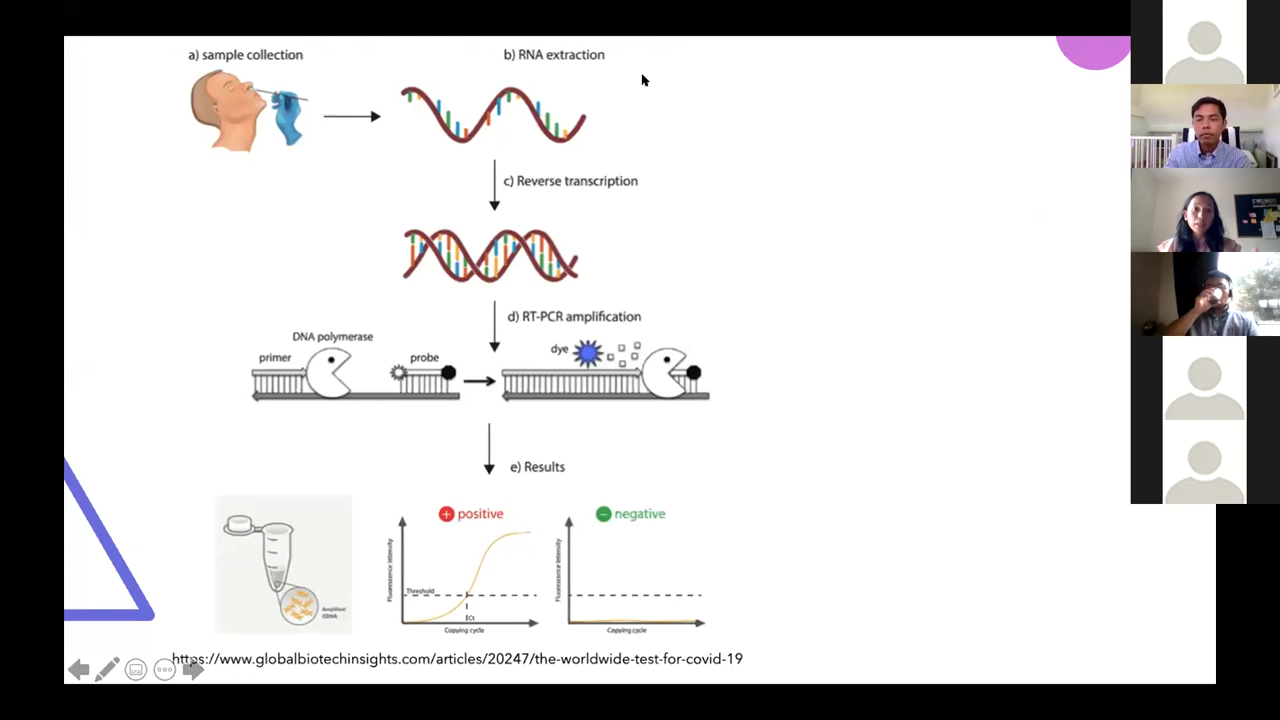 a) sample collection
b) RNA extraction
c) Reverse transcription
d) RT-PCR amplification
DNA polymerase
primer
probe
dye
e) Results
+ positive
− negative
Fluorescence intensity
Threshold
Ct
Copying cycle
Fluorescence intensity
Copying cycle
Amplified
CDNA
https://www.globalbiotechinsights.com/articles/20247/the-worldwide-test-for-covid-19